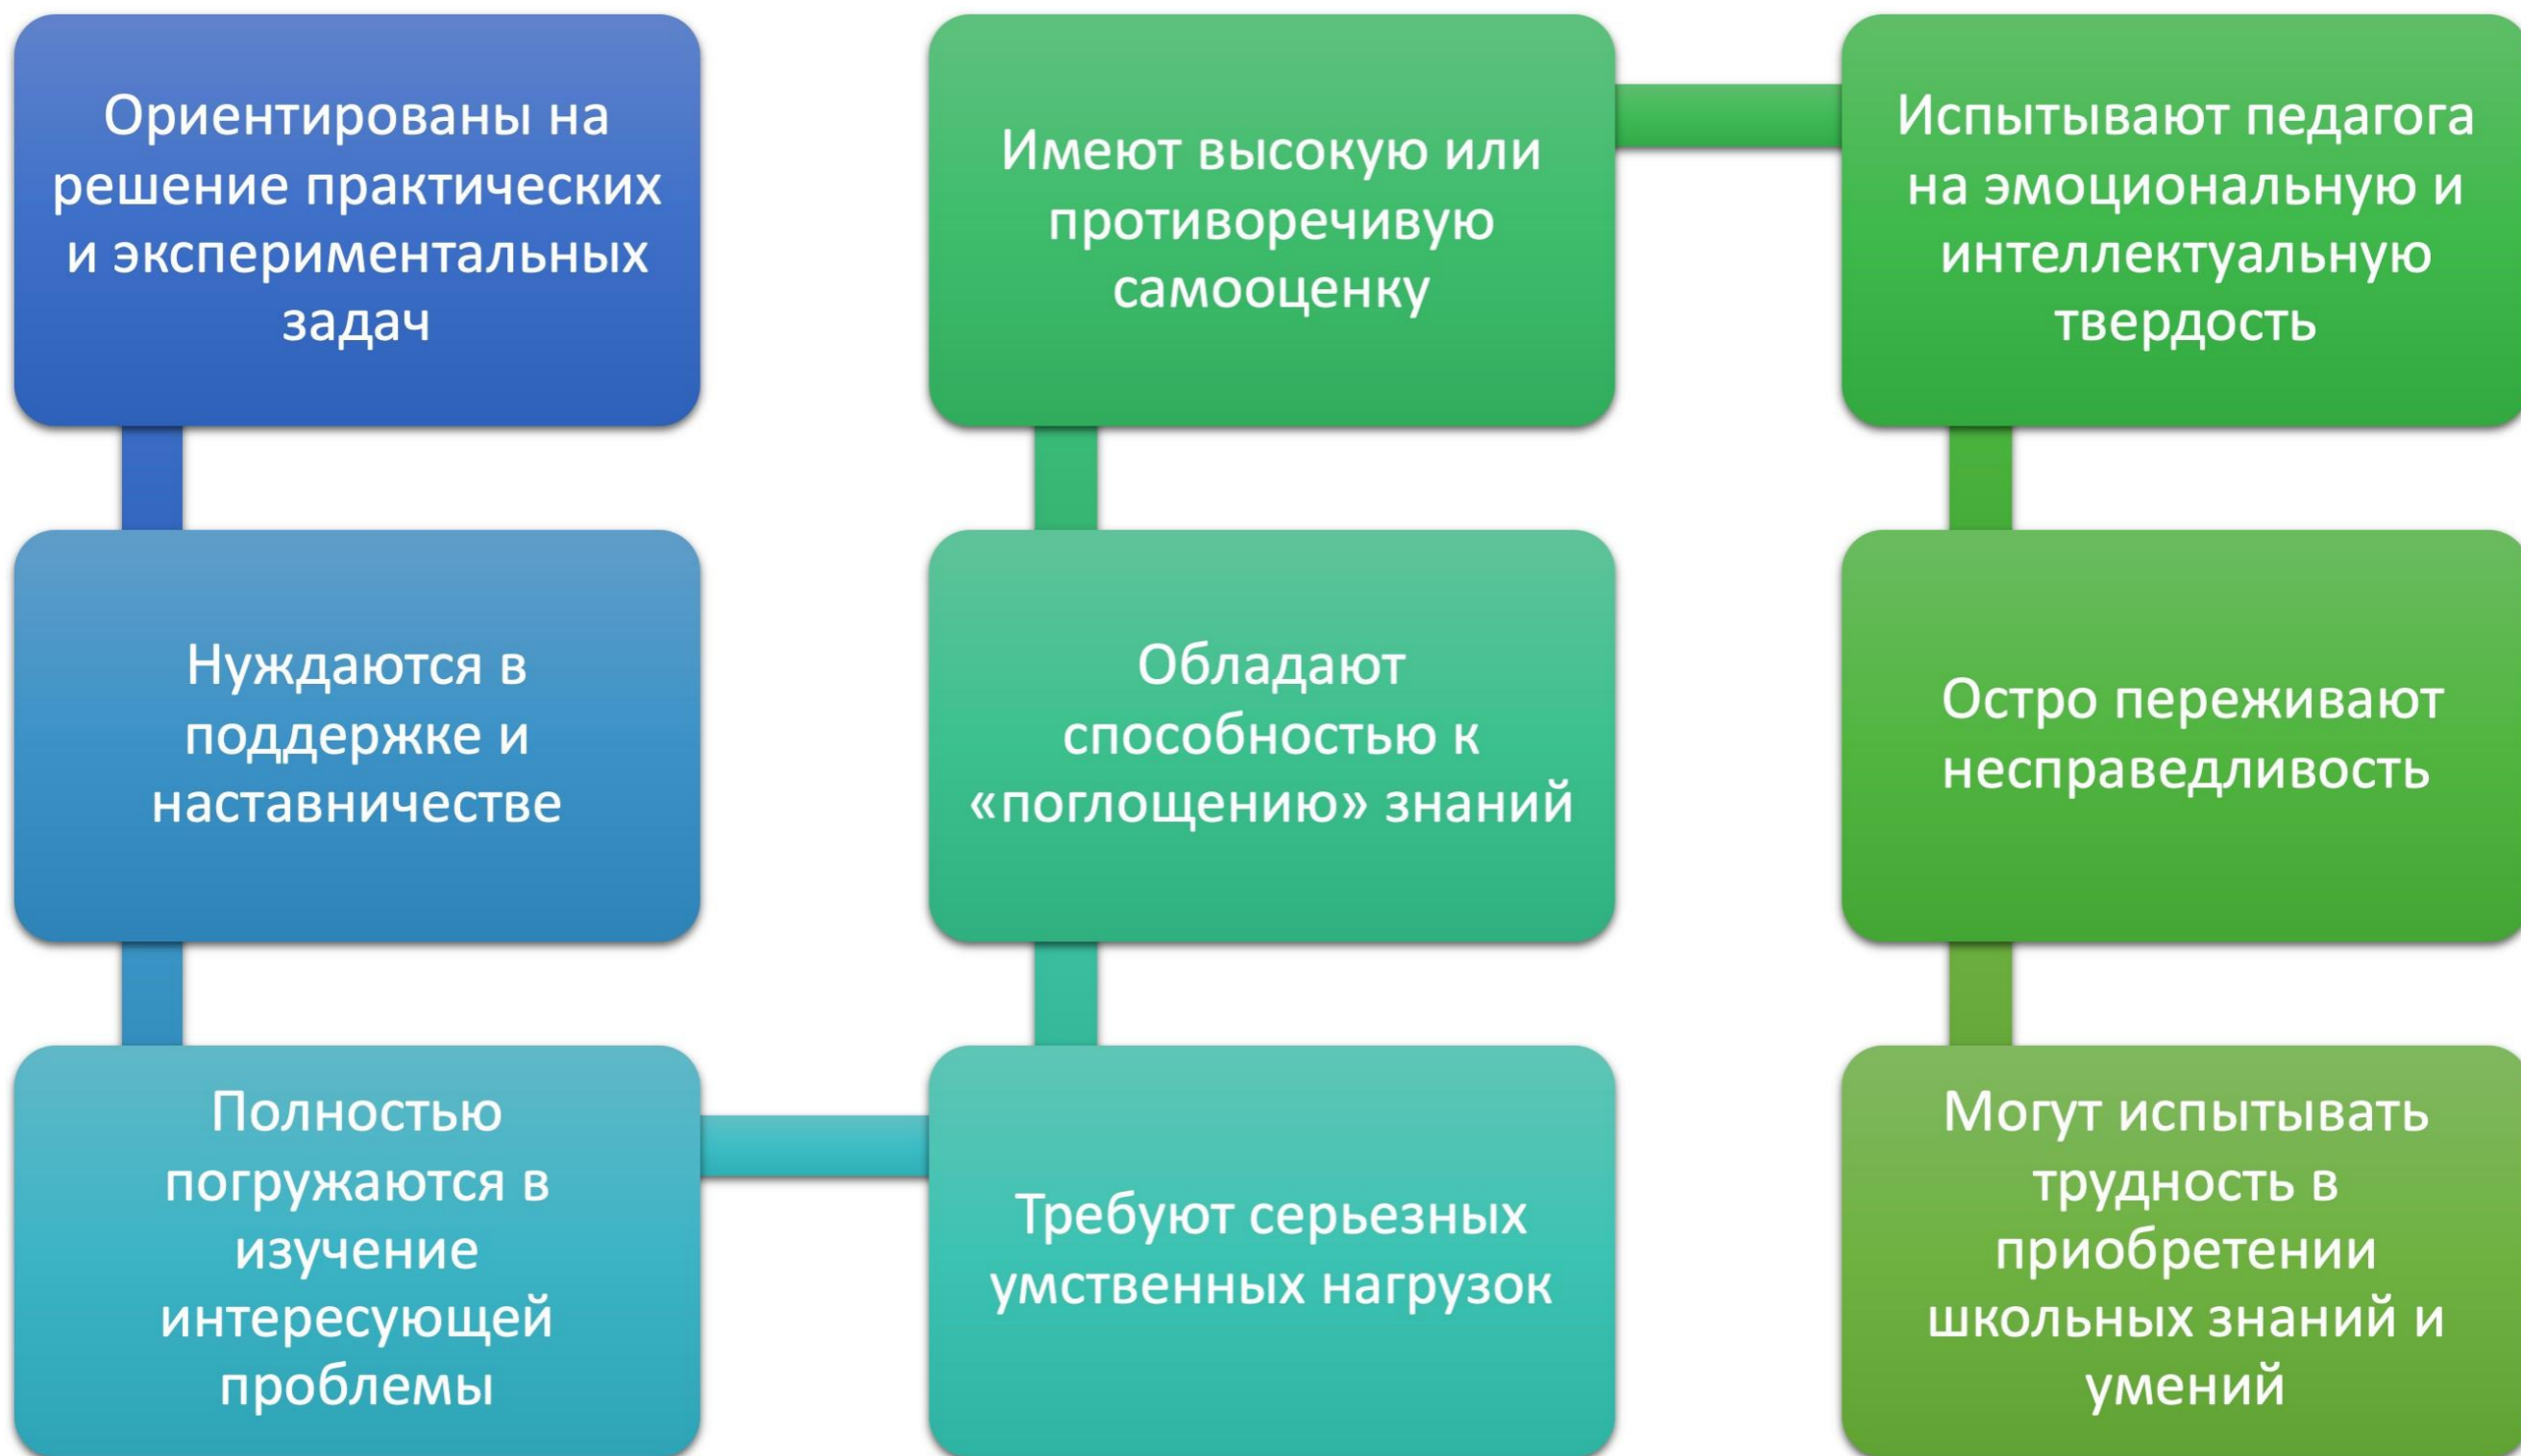 Ориентированы на
решение практических
и экспериментальных
задач
Нуждаются в
поддержке и
наставничестве
Полностью
погружаются в
изучение
интересующей
проблемы
Требуют серьезных
умственных нагрузок
Обладают
способностью к
«поглощению» знаний
Имеют высокую или
противоречивую
самооценку
Испытывают педагога
на эмоциональную и
интеллектуальную
твердость
Остро переживают
несправедливость
Могут испытывать
трудность в
приобретении
школьных знаний и
умений